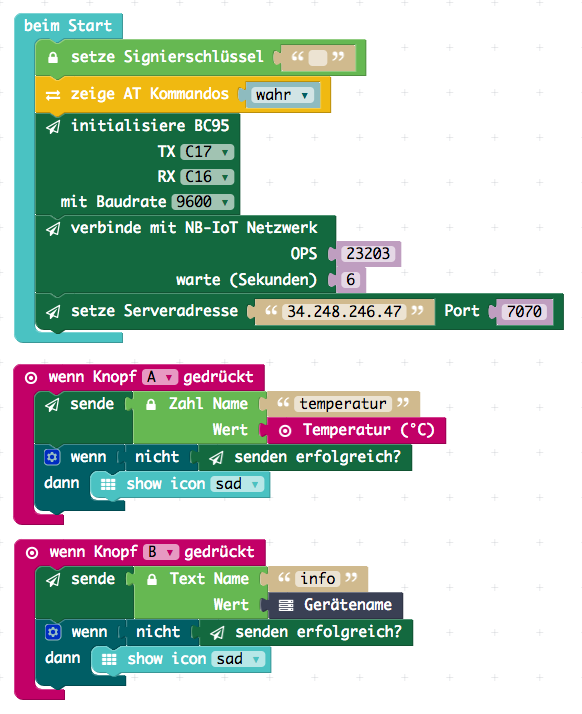 beim Start
setze Signierschlüssel “ ”
zeige AT Kommandos wahr
initialisiere BC95
TX C17
RX C16
mit Baudrate 9600
verbinde mit NB-IoT Netzwerk
OPS 23203
warte (Sekunden) 6
setze Serveradresse “ 34.248.246.47 ” Port 7070
wenn Knopf A gedrückt
sende Zahl Name “ temperatur ”
Wert Temperatur (°C)
wenn nicht senden erfolgreich?
dann show icon sad
wenn Knopf B gedrückt
sende Text Name “ info ”
Wert Gerätename
wenn nicht senden erfolgreich?
dann show icon sad